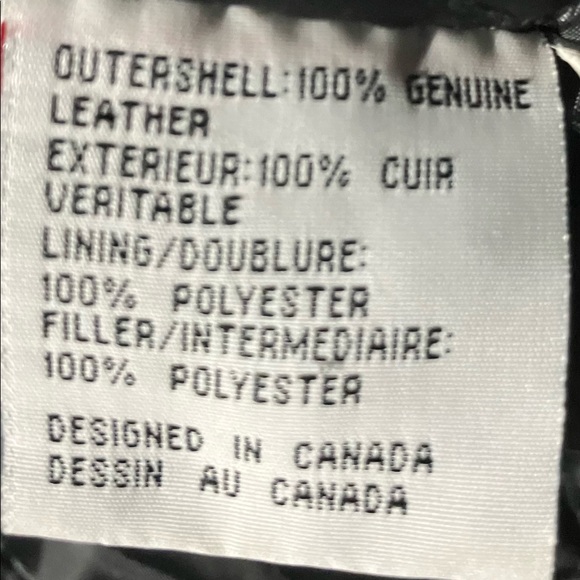 OUTERSHELL:100% GENUINE
LEATHER
EXTERIEUR:100% CUIR
VERITABLE
LINING/DOUBLURE:
100% POLYESTER
FILLER/INTERMEDIAIRE:
100% POLYESTER
DESIGNED IN CANADA
DESSIN AU CANADA